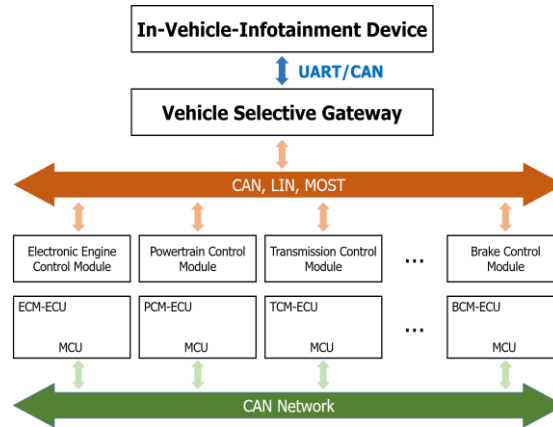 In-Vehicle-Infotainment Device
UART/CAN
Vehicle Selective Gateway
CAN, LIN, MOST
Electronic Engine
Control Module
Powertrain Control
Module
Transmission Control
Module
...
Brake Control
Module
ECM-ECU
MCU
PCM-ECU
MCU
TCM-ECU
MCU
...
BCM-ECU
MCU
CAN Network